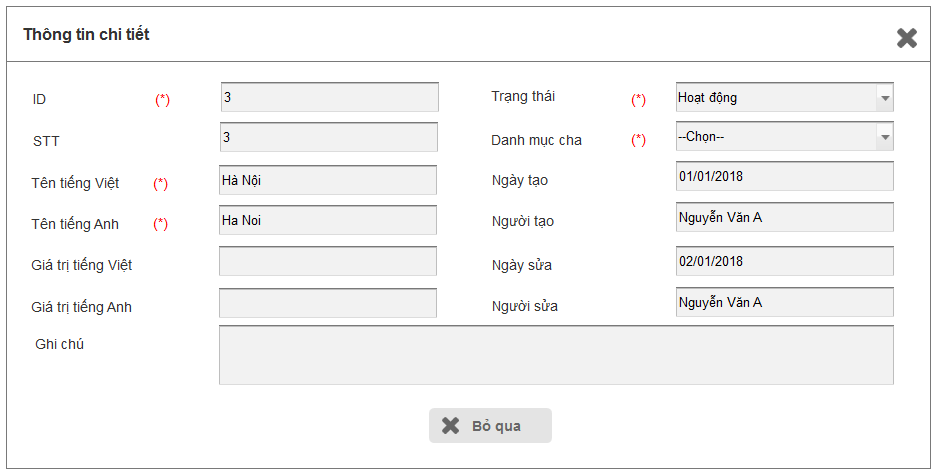 Thông tin chi tiết
ID (*) 3 Trạng thái (*) Hoạt động
STT 3 Danh mục cha (*) --Chọn--
Tên tiếng Việt (*) Hà Nội Ngày tạo 01/01/2018
Tên tiếng Anh (*) Ha Noi Người tạo Nguyễn Văn A
Giá trị tiếng Việt Ngày sửa 02/01/2018
Giá trị tiếng Anh Người sửa Nguyễn Văn A
Ghi chú
Bỏ qua